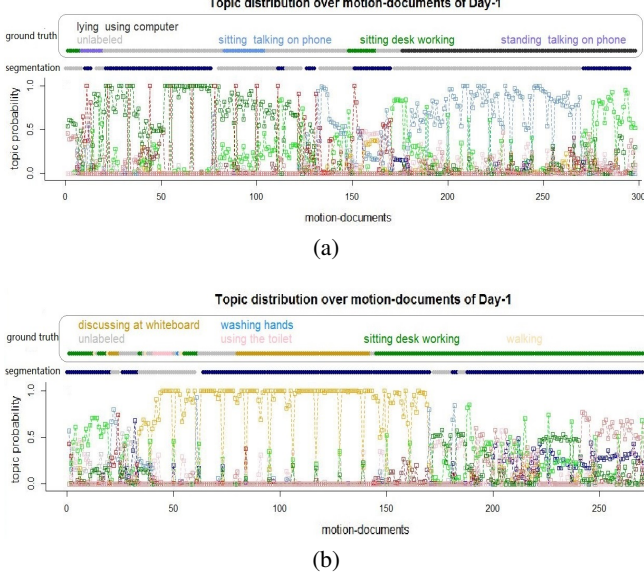 Topic distribution over motion-documents of Day-1
lying using computer
ground truth unlabeled sitting talking on phone sitting desk working standing talking on phone
segmentation
topic probability
1.0
0.5
0.0
0 50 100 150 200 250 300
motion-documents
(a)
Topic distribution over motion-documents of Day-1
discussing at whiteboard washing hands
ground truth unlabeled using the toilet sitting desk working walking
segmentation
topic probability
1.0
0.5
0.0
0 50 100 150 200 250
motion-documents
(b)